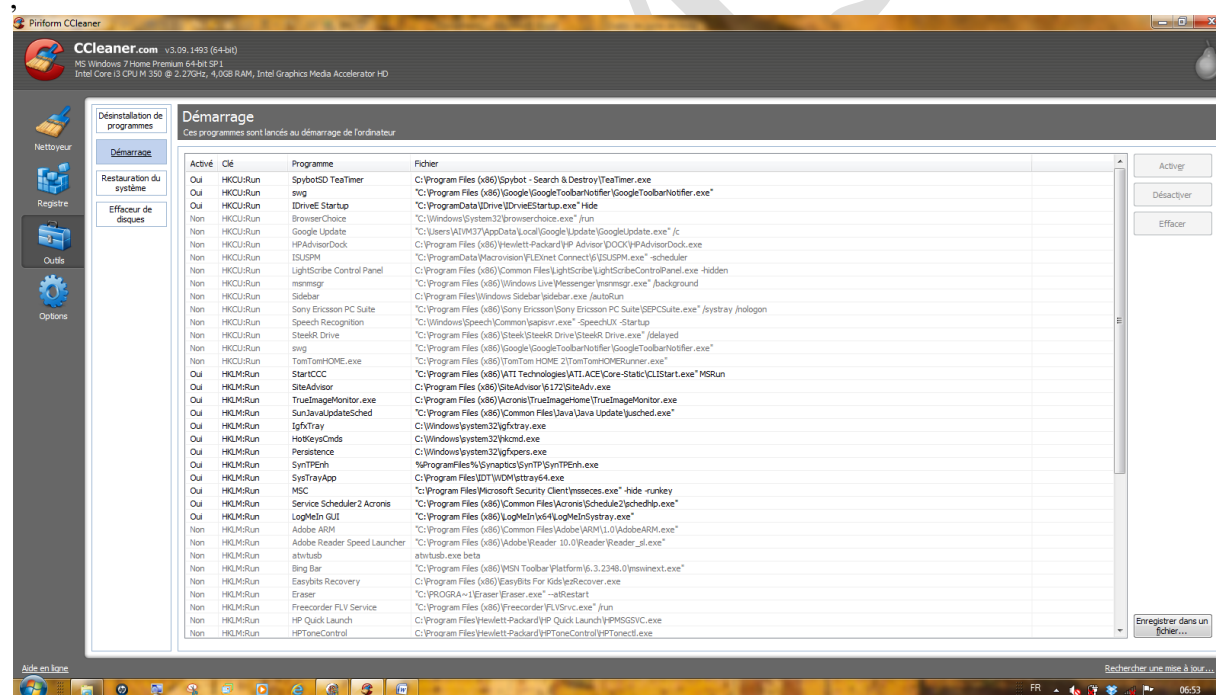 ,
Piriform CCleaner
CCleaner.com v3.09.1493 (64-bit)
MS Windows 7 Home Premium 64-bit SP1
Intel Core i3 CPU M 350 @ 2.27GHz, 4,0GB RAM, Intel Graphics Media Accelerator HD
Nettoyeur
Registre
Outils
Options
Désinstallation de programmes
Démarrage
Restauration du système
Effaceur de disques
Démarrage
Ces programmes sont lancés au démarrage de l'ordinateur
Activé Clé Programme Fichier
Oui HKCU:Run SpybotSD TeaTimer C:\Program Files (x86)\Spybot - Search & Destroy\TeaTimer.exe
Oui HKCU:Run swg "C:\Program Files (x86)\Google\GoogleToolbarNotifier\GoogleToolbarNotifier.exe"
Oui HKCU:Run IDriveE Startup "C:\ProgramData\IDrive\IDrvieEStartup.exe" Hide
Non HKCU:Run BrowserChoice "C:\Windows\System32\browserchoice.exe" /run
Non HKCU:Run Google Update "C:\Users\AIVM37\AppData\Local\Google\Update\GoogleUpdate.exe" /c
Non HKCU:Run HPAdvisorDock C:\Program Files (x86)\Hewlett-Packard\HP Advisor\DOCK\HPAdvisorDock.exe
Non HKCU:Run ISUSPM "C:\ProgramData\Macrovision\FLEXnet Connect\6\ISUSPM.exe" -scheduler
Non HKCU:Run LightScribe Control Panel C:\Program Files (x86)\Common Files\LightScribe\LightScribeControlPanel.exe -hidden
Non HKCU:Run msnmsgr "C:\Program Files (x86)\Windows Live\Messenger\msnmsgr.exe" /background
Non HKCU:Run Sidebar C:\Program Files\Windows Sidebar\sidebar.exe /autoRun
Non HKCU:Run Sony Ericsson PC Suite "C:\Program Files (x86)\Sony Ericsson\Sony Ericsson PC Suite\SEPCSuite.exe" /systray /nologon
Non HKCU:Run Speech Recognition "C:\Windows\Speech\Common\sapisvr.exe" -SpeechUX -Startup
Non HKCU:Run SteekR Drive "C:\Program Files (x86)\Steek\SteekR Drive\SteekR Drive.exe" /delayed
Non HKCU:Run swg "C:\Program Files (x86)\Google\GoogleToolbarNotifier\GoogleToolbarNotifier.exe"
Non HKCU:Run TomTomHOME.exe "C:\Program Files (x86)\TomTom HOME 2\TomTomHOMERunner.exe"
Oui HKLM:Run StartCCC "C:\Program Files (x86)\ATI Technologies\ATI.ACE\Core-Static\CLIStart.exe" MSRun
Oui HKLM:Run SiteAdvisor C:\Program Files (x86)\SiteAdvisor\6172\SiteAdv.exe
Oui HKLM:Run TrueImageMonitor.exe C:\Program Files (x86)\Acronis\TrueImageHome\TrueImageMonitor.exe
Oui HKLM:Run SunJavaUpdateSched "C:\Program Files (x86)\Common Files\Java\Java Update\jusched.exe"
Oui HKLM:Run IgfxTray C:\Windows\system32\igfxtray.exe
Oui HKLM:Run HotKeysCmds C:\Windows\system32\hkcmd.exe
Oui HKLM:Run Persistence C:\Windows\system32\igfxpers.exe
Oui HKLM:Run SynTPEnh %ProgramFiles%\Synaptics\SynTP\SynTPEnh.exe
Oui HKLM:Run SysTrayApp C:\Program Files\IDT\WDM\sttray64.exe
Oui HKLM:Run MSC "c:\Program Files\Microsoft Security Client\msseces.exe" -hide -runkey
Oui HKLM:Run Service Scheduler2 Acronis "C:\Program Files (x86)\Common Files\Acronis\Schedule2\schedhlp.exe"
Oui HKLM:Run LogMeIn GUI "C:\Program Files (x86)\LogMeIn\x64\LogMeInSystray.exe"
Non HKLM:Run Adobe ARM "C:\Program Files (x86)\Common Files\Adobe\ARM\1.0\AdobeARM.exe"
Non HKLM:Run Adobe Reader Speed Launcher "C:\Program Files (x86)\Adobe\Reader 10.0\Reader\Reader_sl.exe"
Non HKLM:Run atwtusb atwtusb.exe beta
Non HKLM:Run Bing Bar "C:\Program Files (x86)\MSN Toolbar\Platform\6.3.2348.0\mswinext.exe"
Non HKLM:Run Easybits Recovery C:\Program Files (x86)\EasyBits For Kids\ezRecover.exe
Non HKLM:Run Eraser "C:\PROGRA~1\Eraser\Eraser.exe" --atRestart
Non HKLM:Run Freecorder FLV Service "C:\Program Files (x86)\Freecorder\FLVSrvc.exe" /run
Non HKLM:Run HP Quick Launch C:\Program Files (x86)\Hewlett-Packard\HP Quick Launch\HPMSGSVC.exe
Non HKLM:Run HPToneControl C:\Program Files\Hewlett-Packard\HPToneControl\HPTonectl.exe
Activer
Désactiver
Effacer
Enregistrer dans un fichier...
Aide en ligne
Rechercher une mise à jour...
FR 06:53